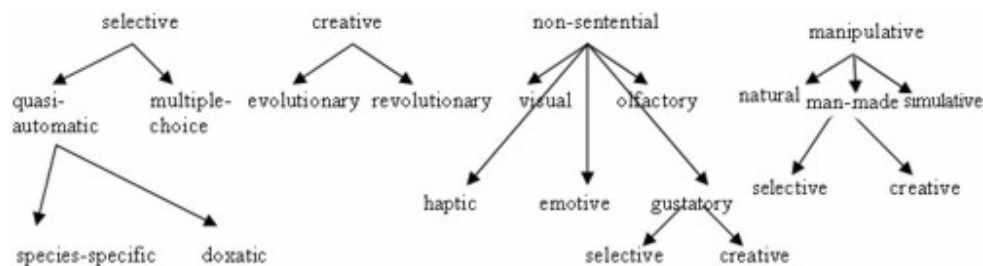 selective
creative
non-sentential
manipulative
quasi-
automatic
multiple-
choice
evolutionary
revolutionary
visual
olfactory
natural
man-made
simulative
haptic
emotive
gustatory
selective
creative
species-specific
doxatic
selective
creative